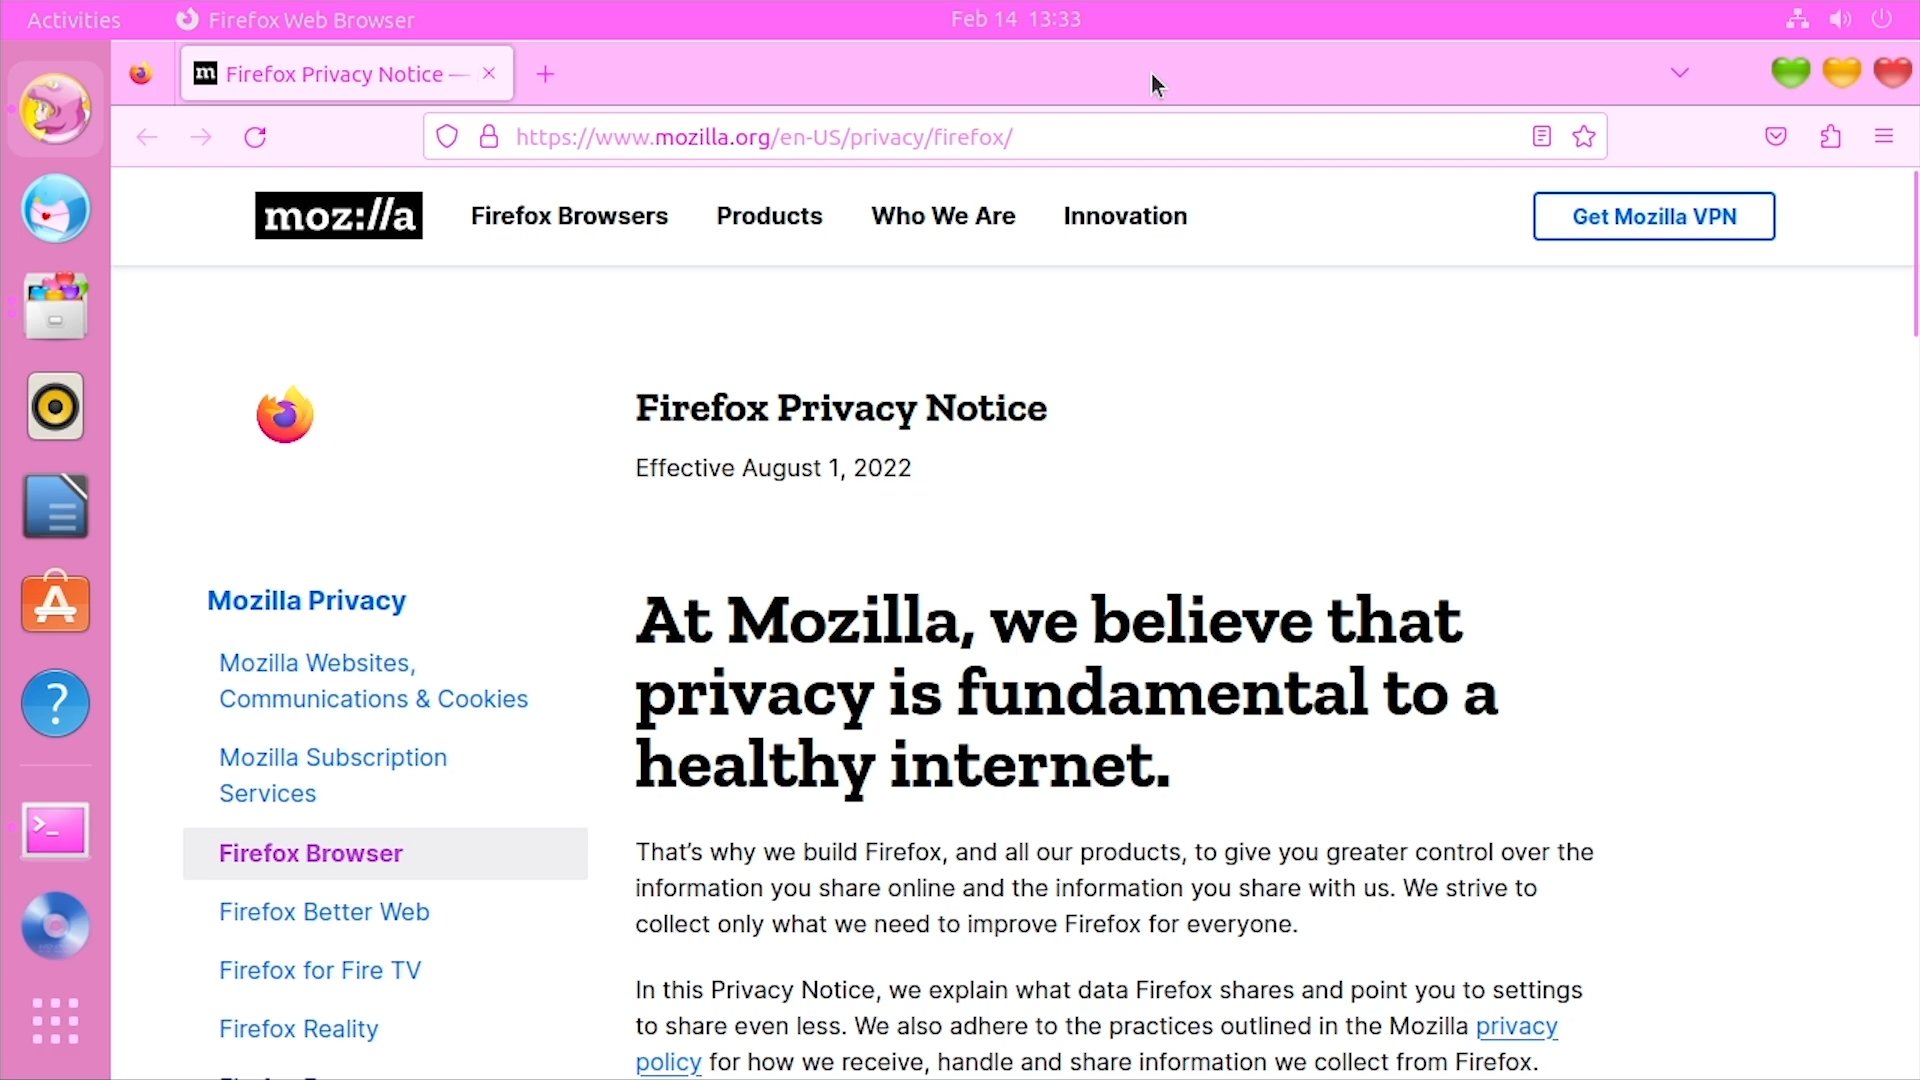 Activities
Firefox Web Browser
Feb 14 13:33
Firefox Privacy Notice —
https://www.mozilla.org/en-US/privacy/firefox/
moz://a
Firefox Browsers
Products
Who We Are
Innovation
Get Mozilla VPN
Firefox Privacy Notice
Effective August 1, 2022
Mozilla Privacy
Mozilla Websites,
Communications & Cookies
Mozilla Subscription
Services
Firefox Browser
Firefox Better Web
Firefox for Fire TV
Firefox Reality
At Mozilla, we believe that
privacy is fundamental to a
healthy internet.
That’s why we build Firefox, and all our products, to give you greater control over the
information you share online and the information you share with us. We strive to
collect only what we need to improve Firefox for everyone.
In this Privacy Notice, we explain what data Firefox shares and point you to settings
to share even less. We also adhere to the practices outlined in the Mozilla privacy
policy for how we receive, handle and share information we collect from Firefox.